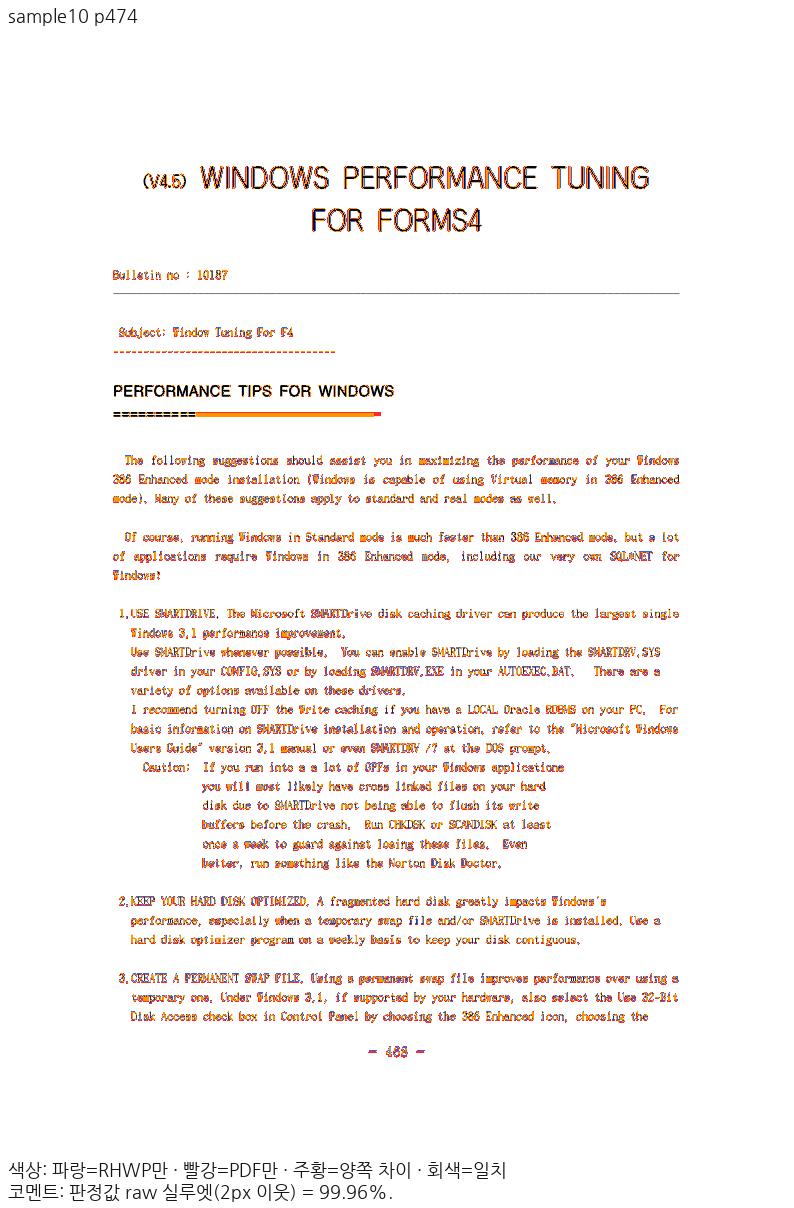 sample10 p474
(V4.5) WINDOWS PERFORMANCE TUNING
FOR FORMS4
Bulletin no : 10187
Subject: Window Tuning For F4
-------------------------------------
PERFORMANCE TIPS FOR WINDOWS
================================
The following suggestions should assist you in maximizing the performance of your Windows
386 Enhanced mode installation (Windows is capable of using Virtual memory in 386 Enhanced
mode). Many of these suggestions apply to standard and real modes as well.
Of course, running Windows in Standard mode is much faster than 386 Enhanced mode, but a lot
of applications require Windows in 386 Enhanced mode, including our very own SQL*NET for
Windows!
1.USE SMARTDRIVE. The Microsoft SMARTDrive disk caching driver can produce the largest single
Windows 3.1 performance improvement.
Use SMARTDrive whenever possible. You can enable SMARTDrive by loading the SMARTDRV.SYS
driver in your CONFIG.SYS or by loading SMARTDRV.EXE in your AUTOEXEC.BAT. There are a
variety of options available on these drivers.
I recommend turning OFF the Write caching if you have a LOCAL Oracle RDBMS on your PC. For
basic information on SMARTDrive installation and operation, refer to the "Microsoft Windows
Users Guide" version 3.1 manual or even SMARTDRV /? at the DOS prompt.
Caution: If you run into a a lot of GPFs in your Windows applications
you will most likely have cross linked files on your hard
disk due to SMARTDrive not being able to flush its write
buffers before the crash. Run CHKDSK or SCANDISK at least
once a week to guard against losing these files. Even
better, run something like the Norton Disk Doctor.
2.KEEP YOUR HARD DISK OPTIMIZED. A fragmented hard disk greatly impacts Windows's
performance, especially when a temporary swap file and/or SMARTDrive is installed. Use a
hard disk optimizer program on a weekly basis to keep your disk contiguous.
3.CREATE A PERMANENT SWAP FILE. Using a permanent swap file improves performance over using a
temporary one. Under Windows 3.1, if supported by your hardware, also select the Use 32-Bit
Disk Access check box in Control Panel by choosing the 386 Enhanced icon, choosing the
- 468 -
색상: 파랑=RHWP만 · 빨강=PDF만 · 주황=양쪽 차이 · 회색=일치
코멘트: 판정값 raw 실루엣(2px 이웃) = 99.96%.